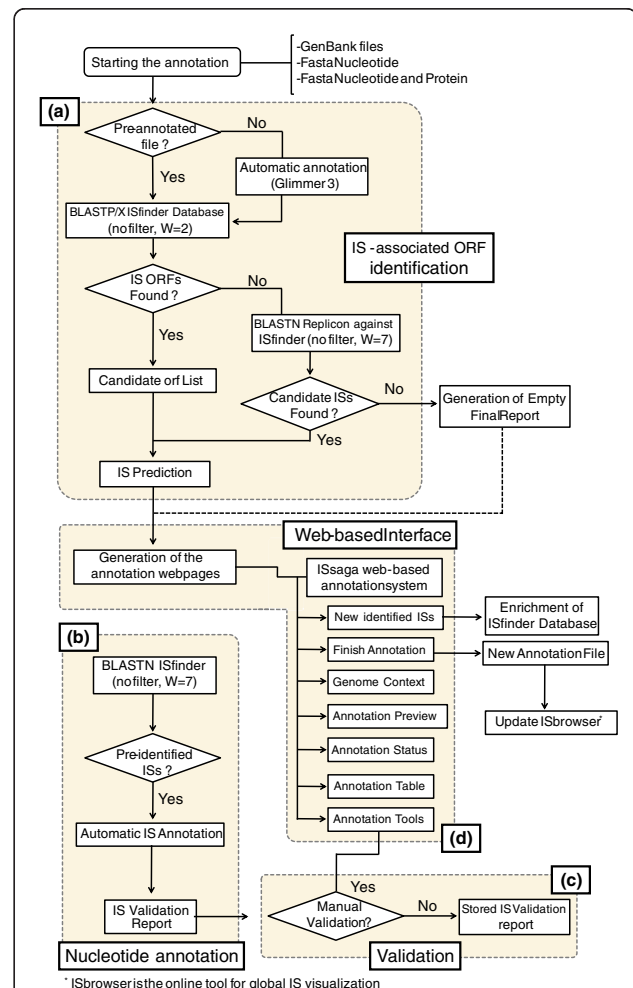 Starting the annotation
-GenBank files
-FastaNucleotide
-FastaNucleotide and Protein
(a)
Pre-annotated
file ?
No
Yes
Automatic annotation
(Glimmer 3)
BLASTP/X ISfinder Database
(no filter, W=2)
IS -associated ORF
identification
IS ORFs
Found ?
No
Yes
BLASTN Replicon against
ISfinder (no filter, W=7)
Candidate orf List
Candidate ISs
Found ?
No
Yes
Generation of Empty
FinalReport
IS Prediction
Web-basedInterface
Generation of the
annotation webpages
ISsaga web-based
annotationsystem
New identified ISs
Enrichment of
ISfinder Database
Finish Annotation
New Annotation File
Genome Context
Annotation Preview
Update ISbrowser*
Annotation Status
Annotation Table
Annotation Tools
(d)
(b)
BLASTN ISfinder
(no filter, W=7)
Pre-identified
ISs ?
Yes
Automatic IS Annotation
IS Validation
Report
Nucleotide annotation
(c)
Yes
Manual
Validation?
No
Stored IS Validation
report
Validation
* ISbrowser is the online tool for global IS visualization